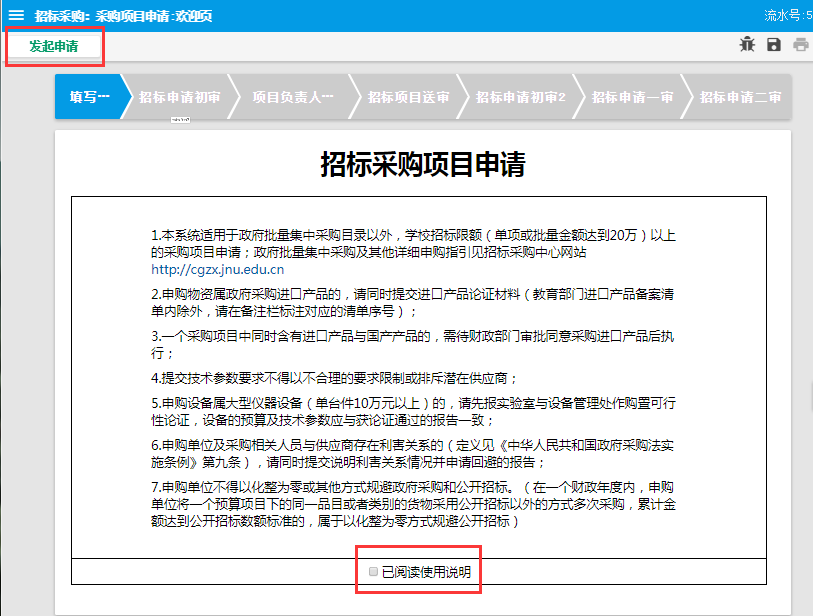 招标采购：采购项目申请:欢迎页
流水号:5
发起申请
填写···
招标申请初审
项目负责人···
招标项目送审
招标申请初审2
招标申请一审
招标申请二审
招标采购项目申请
1.本系统适用于政府批量集中采购目录以外，学校招标限额（单项或批量金额达到20万）以上
的采购项目申请；政府批量集中采购及其他详细申购指引见招标采购中心网站
http://cgzx.jnu.edu.cn
2.申购物资属政府采购进口产品的，请同时提交进口产品论证材料（教育部门进口产品备案清
单内除外，请在备注栏标注对应的清单序号）；
3.一个采购项目中同时含有进口产品与国产产品的，需待财政部门审批同意采购进口产品后执
行；
4.提交技术参数要求不得以不合理的要求限制或排斥潜在供应商；
5.申购设备属大型仪器设备（单台件10万元以上）的，请先报实验室与设备管理处作购置可行
性论证，设备的预算及技术参数应与获论证通过的报告一致；
6.申购单位及采购相关人员与供应商存在利害关系的（定义见《中华人民共和国政府采购法实
施条例》第九条），请同时提交说明利害关系情况并申请回避的报告；
7.申购单位不得以化整为零或其他方式规避政府采购和公开招标。（在一个财政年度内，申购
单位将一个预算项目下的同一品目或者类别的货物采用公开招标以外的方式多次采购，累计金
额达到公开招标数额标准的，属于以化整为零方式规避公开招标）
已阅读使用说明